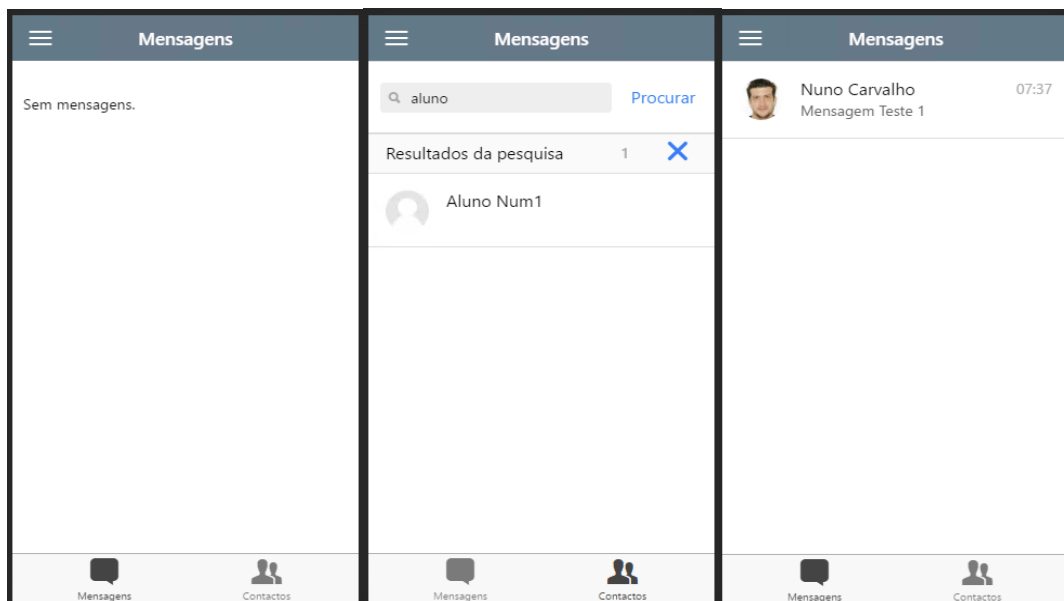 Mensagens
Sem mensagens.
Mensagens
Contactos
Mensagens
aluno
Procurar
Resultados da pesquisa 1
Aluno Num1
Mensagens
Contactos
Mensagens
Nuno Carvalho 07:37
Mensagem Teste 1
Mensagens
Contactos